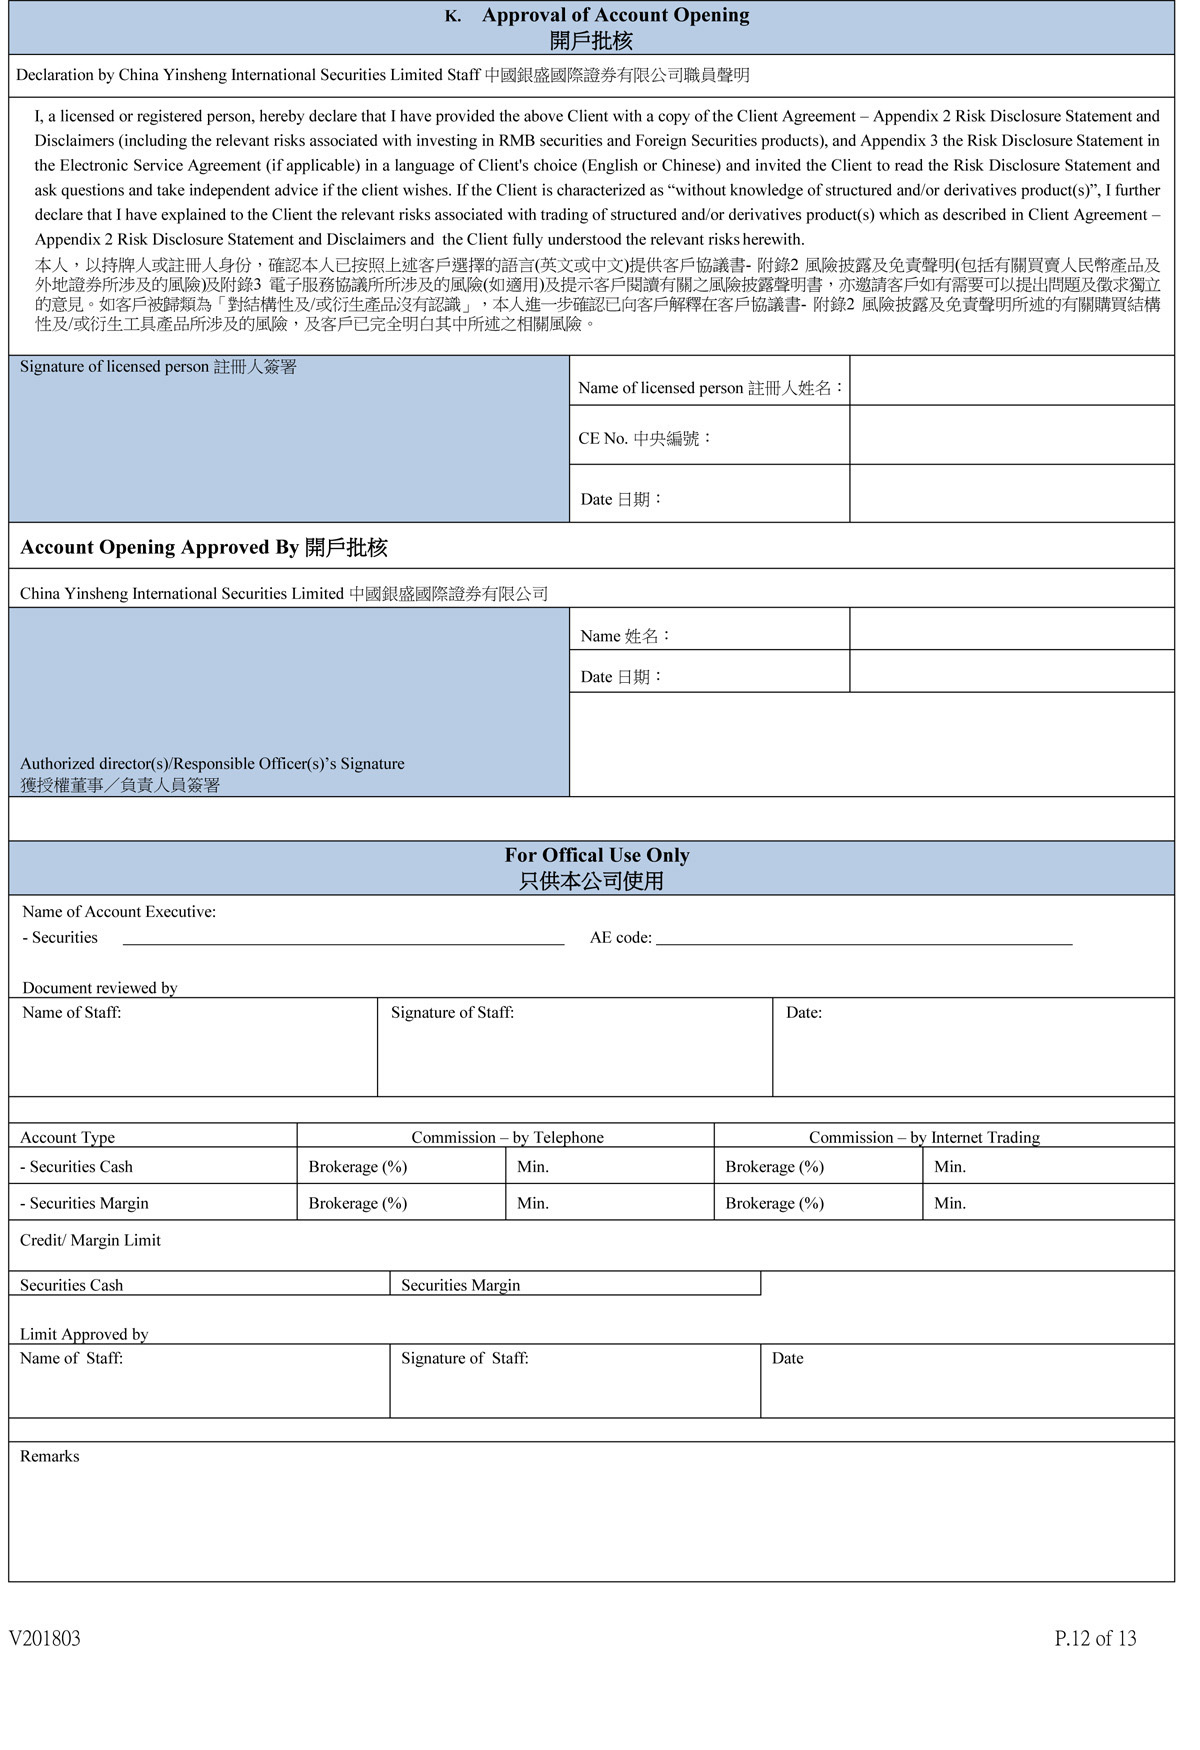 K. Approval of Account Opening
開戶批核
Declaration by China Yinsheng International Securities Limited Staff 中國銀盛國際證券有限公司職員聲明
I, a licensed or registered person, hereby declare that I have provided the above Client with a copy of the Client Agreement – Appendix 2 Risk Disclosure Statement and
Disclaimers (including the relevant risks associated with investing in RMB securities and Foreign Securities products), and Appendix 3 the Risk Disclosure Statement in
the Electronic Service Agreement (if applicable) in a language of Client's choice (English or Chinese) and invited the Client to read the Risk Disclosure Statement and
ask questions and take independent advice if the client wishes. If the Client is characterized as “without knowledge of structured and/or derivatives product(s)”, I further
declare that I have explained to the Client the relevant risks associated with trading of structured and/or derivatives product(s) which as described in Client Agreement –
Appendix 2 Risk Disclosure Statement and Disclaimers and the Client fully understood the relevant risks herewith.
本人，以持牌人或註冊人身份，確認本人已按照上述客戶選擇的語言(英文或中文)提供客戶協議書- 附錄2 風險披露及免責聲明(包括有關買賣人民幣產品及
外地證券所涉及的風險)及附錄3 電子服務協議所所涉及的風險(如適用)及提示客戶閱讀有關之風險披露聲明書，亦邀請客戶如有需要可以提出問題及徵求獨立
的意見。如客戶被歸類為「對結構性及/或衍生產品沒有認識」，本人進一步確認已向客戶解釋在客戶協議書- 附錄2 風險披露及免責聲明所述的有關購買結構
性及/或衍生工具產品所涉及的風險，及客戶已完全明白其中所述之相關風險。
Signature of licensed person 註冊人簽署
Name of licensed person 註冊人姓名：
CE No. 中央編號：
Date 日期：
Account Opening Approved By 開戶批核
China Yinsheng International Securities Limited 中國銀盛國際證券有限公司
Name 姓名：
Date 日期：
Authorized director(s)/Responsible Officer(s)’s Signature
獲授權董事／負責人員簽署
For Offical Use Only
只供本公司使用
Name of Account Executive:
- Securities ____ AE code: ____
Document reviewed by
Name of Staff: Signature of Staff: Date:
Account Type Commission – by Telephone Commission – by Internet Trading
- Securities Cash Brokerage (%) Min. Brokerage (%) Min.
- Securities Margin Brokerage (%) Min. Brokerage (%) Min.
Credit/ Margin Limit
Securities Cash Securities Margin
Limit Approved by
Name of Staff: Signature of Staff: Date
Remarks
V201803 P.12 of 13